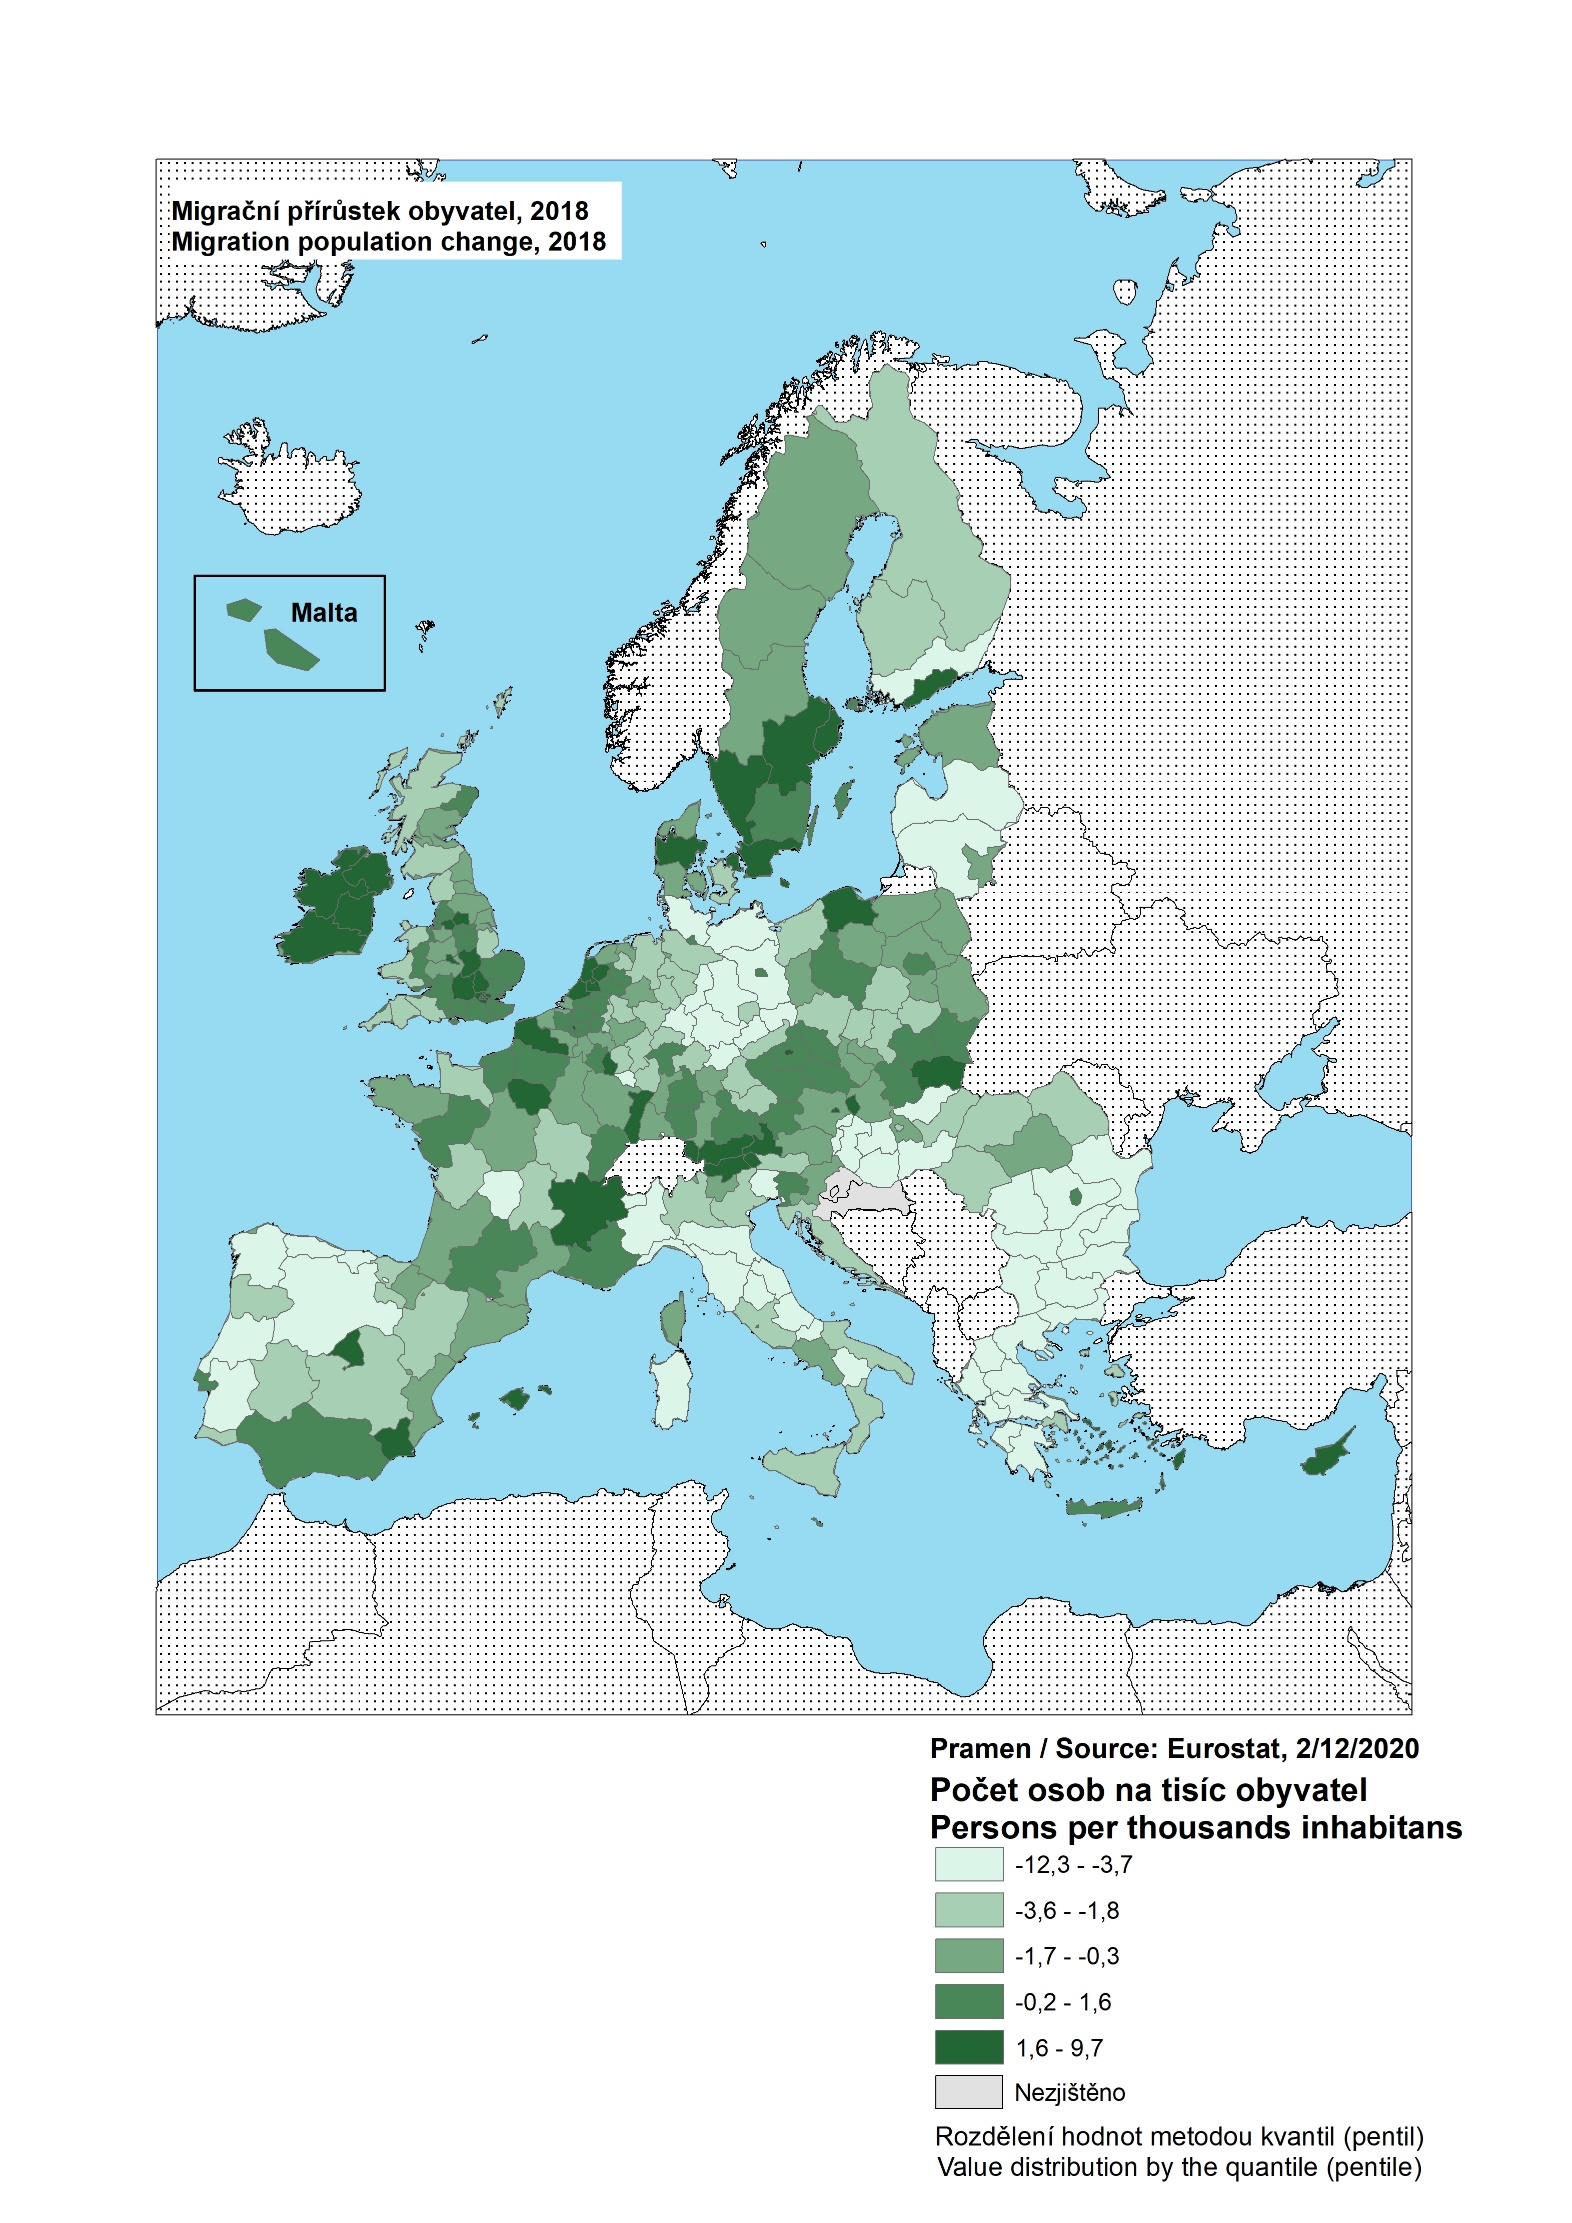 Migrační přírůstek obyvatel, 2018
Migration population change, 2018
Malta
Pramen / Source: Eurostat, 2/12/2020
Počet osob na tisíc obyvatel
Persons per thousands inhabitans
-12,3 - -3,7
-3,6 - -1,8
-1,7 - -0,3
-0,2 - 1,6
1,6 - 9,7
Nezjištěno
Rozdělení hodnot metodou kvantil (pentil)
Value distribution by the quantile (pentile)